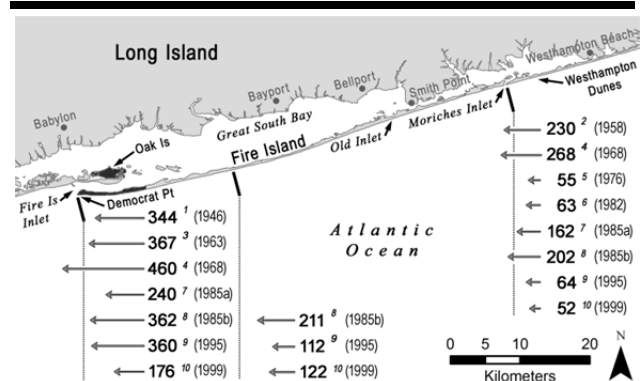 Long Island
Westhampton Beach
Bellport
Bayport
Smith Point
Westhampton
Dunes
Babylon
Great South Bay
Moriches Inlet
Old Inlet
Oak Is
Fire Island
Fire Is
Inlet
Democrat Pt
230 2 (1958)
268 4 (1968)
55 5 (1976)
63 6 (1982)
162 7 (1985a)
202 8 (1985b)
64 9 (1995)
52 10 (1999)
344 1 (1946)
367 3 (1963)
460 4 (1968)
240 7 (1985a)
362 8 (1985b)
360 9 (1995)
176 10 (1999)
Atlantic
Ocean
211 8 (1985b)
112 9 (1995)
122 10 (1999)
N
0 5 10 20
Kilometers